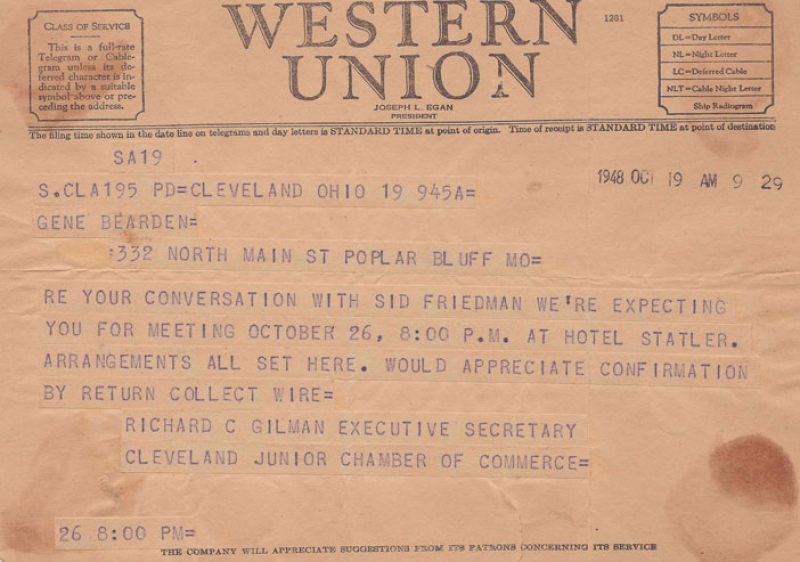 CLASS OF SERVICE
This is a full-rate
Telegram or Cable-
gram unless its de-
ferred character is in-
dicated by a suitable
symbol above or pre-
ceding the address.
WESTERN
UNION
JOSEPH L. EGAN
PRESIDENT
1201
SYMBOLS
DL=Day Letter
NL=Night Letter
LC=Deferred Cable
NLT=Cable Night Letter
Ship Radiogram
The filing time shown in the date line on telegrams and day letters is STANDARD TIME at point of origin. Time of receipt is STANDARD TIME at point of destination
SA19 .
S.CLA195 PD=CLEVELAND OHIO 19 945A=
1948 OCT 19 AM 9 29
GENE BEARDEN=
:332 NORTH MAIN ST POPLAR BLUFF MO=
RE YOUR CONVERSATION WITH SID FRIEDMAN WE'RE EXPECTING
YOU FOR MEETING OCTOBER 26, 8:00 P.M. AT HOTEL STATLER.
ARRANGEMENTS ALL SET HERE. WOULD APPRECIATE CONFIRMATION
BY RETURN COLLECT WIRE=
RICHARD C GILMAN EXECUTIVE SECRETARY
CLEVELAND JUNIOR CHAMBER OF COMMERCE=
26 8:00 PM=
THE COMPANY WILL APPRECIATE SUGGESTIONS FROM ITS PATRONS CONCERNING ITS SERVICE